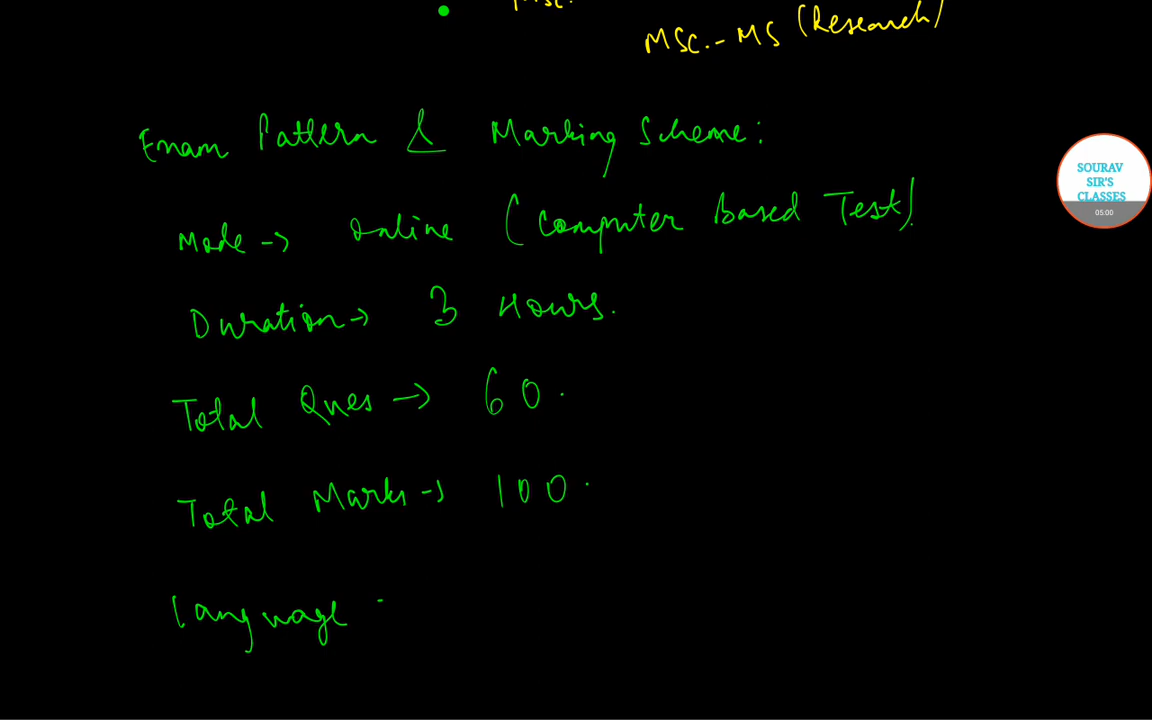 MSc.
MSc. - MS (Research)
Exam Pattern & Marking Scheme:
Mode → Online (Computer Based Test)
Duration → 3 Hours.
Total Ques → 60.
Total Marks → 100.
Language -
SOURAV
SIR'S
CLASSES
05:00